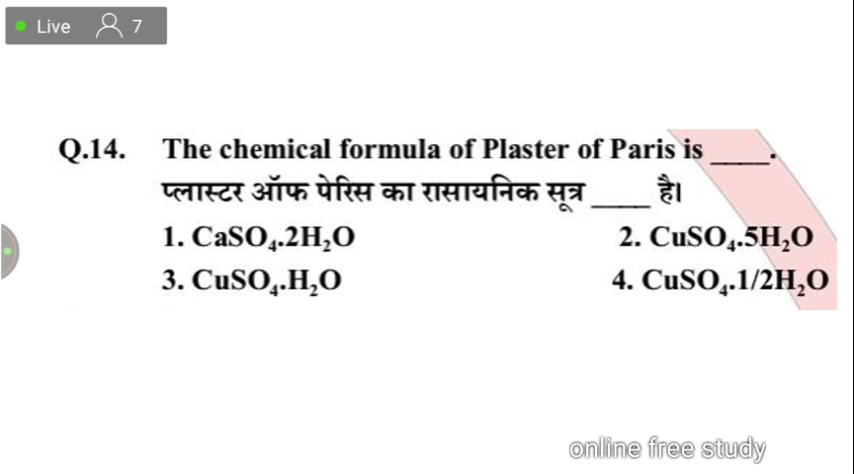 Live 7
Q.14. The chemical formula of Plaster of Paris is ____.
प्लास्टर ऑफ पेरिस का रासायनिक सूत्र ____ है।
1. CaSO₄.2H₂O 2. CuSO₄.5H₂O
3. CuSO₄.H₂O 4. CuSO₄.1/2H₂O
online free study